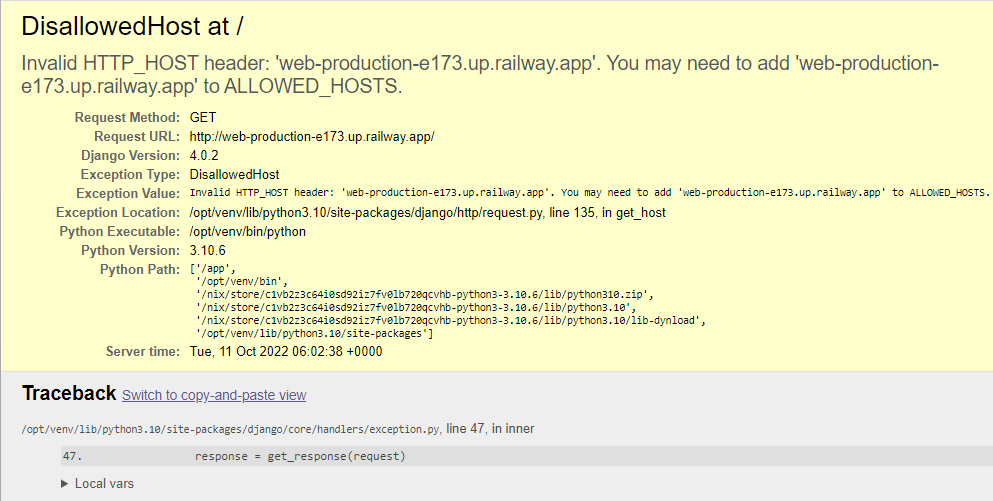 DisallowedHost at /
Invalid HTTP_HOST header: 'web-production-e173.up.railway.app'. You may need to add 'web-production-
e173.up.railway.app' to ALLOWED_HOSTS.
Request Method: GET
Request URL: http://web-production-e173.up.railway.app/
Django Version: 4.0.2
Exception Type: DisallowedHost
Exception Value: Invalid HTTP_HOST header: 'web-production-e173.up.railway.app'. You may need to add 'web-production-e173.up.railway.app' to ALLOWED_HOSTS.
Exception Location: /opt/venv/lib/python3.10/site-packages/django/http/request.py, line 135, in get_host
Python Executable: /opt/venv/bin/python
Python Version: 3.10.6
Python Path: ['/app',
'/opt/venv/bin',
'/nix/store/c1vb2z3c64i0sd92iz7fv0lb720qcvhb-python3-3.10.6/lib/python310.zip',
'/nix/store/c1vb2z3c64i0sd92iz7fv0lb720qcvhb-python3-3.10.6/lib/python3.10',
'/nix/store/c1vb2z3c64i0sd92iz7fv0lb720qcvhb-python3-3.10.6/lib/python3.10/lib-dynload',
'/opt/venv/lib/python3.10/site-packages']
Server time: Tue, 11 Oct 2022 06:02:38 +0000
Traceback Switch to copy-and-paste view
/opt/venv/lib/python3.10/site-packages/django/core/handlers/exception.py, line 47, in inner
47. response = get_response(request)
▶ Local vars